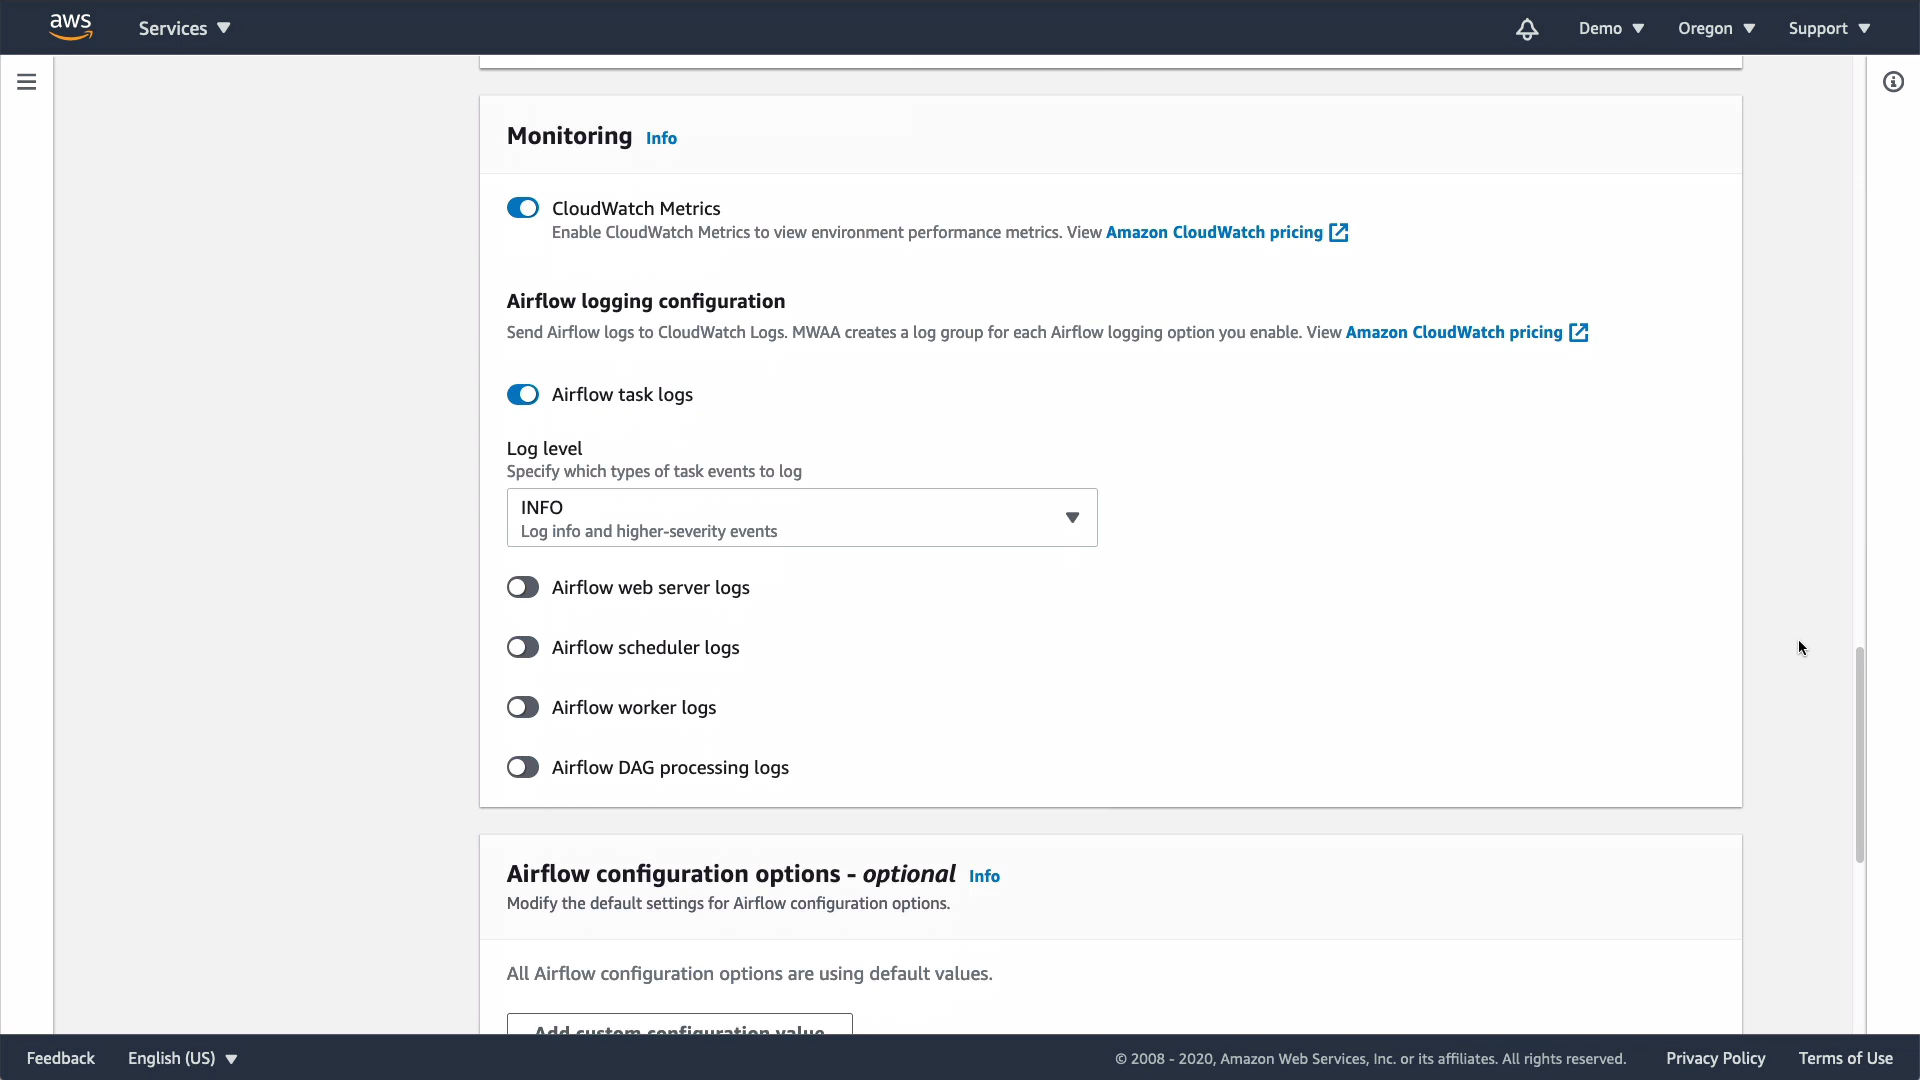 aws
Services
Demo
Oregon
Support
Monitoring Info
CloudWatch Metrics
Enable CloudWatch Metrics to view environment performance metrics. View Amazon CloudWatch pricing
Airflow logging configuration
Send Airflow logs to CloudWatch Logs. MWAA creates a log group for each Airflow logging option you enable. View Amazon CloudWatch pricing
Airflow task logs
Log level
Specify which types of task events to log
INFO
Log info and higher-severity events
Airflow web server logs
Airflow scheduler logs
Airflow worker logs
Airflow DAG processing logs
Airflow configuration options - optional Info
Modify the default settings for Airflow configuration options.
All Airflow configuration options are using default values.
Add custom configuration value
Feedback
English (US)
© 2008 - 2020, Amazon Web Services, Inc. or its affiliates. All rights reserved.
Privacy Policy
Terms of Use